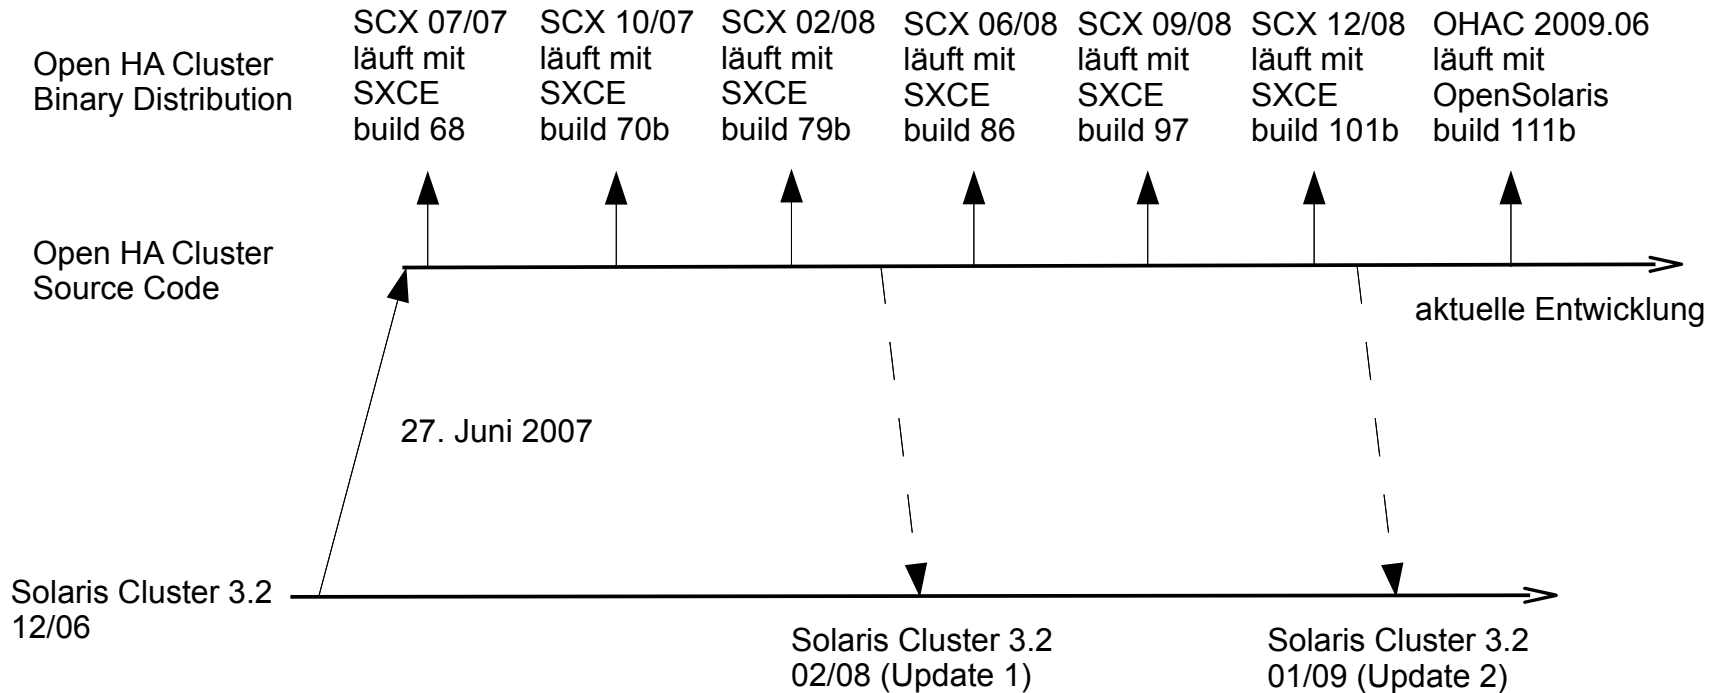 Open HA Cluster
Binary Distribution
SCX 07/07
läuft mit
SXCE
build 68
SCX 10/07
läuft mit
SXCE
build 70b
SCX 02/08
läuft mit
SXCE
build 79b
SCX 06/08
läuft mit
SXCE
build 86
SCX 09/08
läuft mit
SXCE
build 97
SCX 12/08
läuft mit
SXCE
build 101b
OHAC 2009.06
läuft mit
OpenSolaris
build 111b
Open HA Cluster
Source Code
aktuelle Entwicklung
27. Juni 2007
Solaris Cluster 3.2
12/06
Solaris Cluster 3.2
02/08 (Update 1)
Solaris Cluster 3.2
01/09 (Update 2)